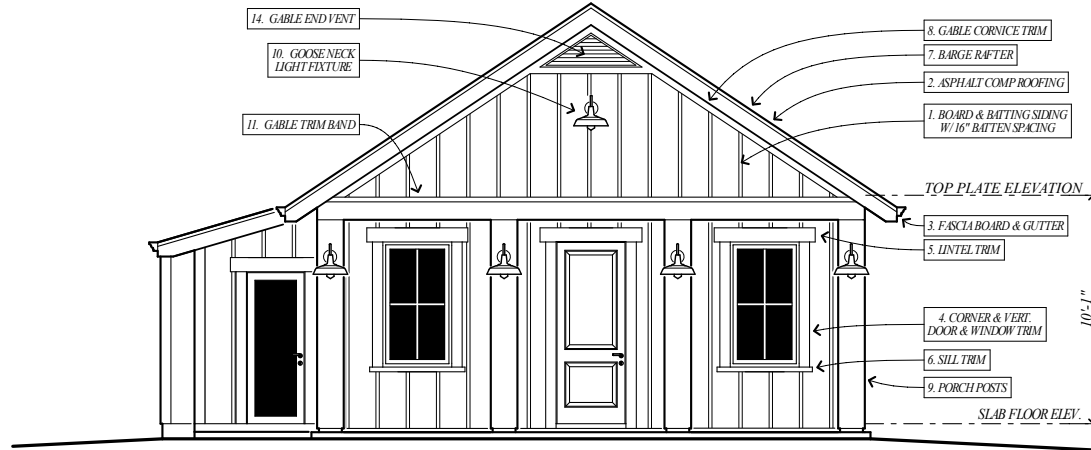 14. GABLE END VENT
10. GOOSE NECK
LIGHT FIXTURE
11. GABLE TRIM BAND
8. GABLE CORNICE TRIM
7. BARGE RAFTER
2. ASPHALT COMP ROOFING
1. BOARD & BATTING SIDING
W/ 16" BATTEN SPACING
TOP PLATE ELEVATION
3. FASCIA BOARD & GUTTER
5. LINTEL TRIM
10'-1"
4. CORNER & VERT.
DOOR & WINDOW TRIM
6. SILL TRIM
9. PORCH POSTS
SLAB FLOOR ELEV.